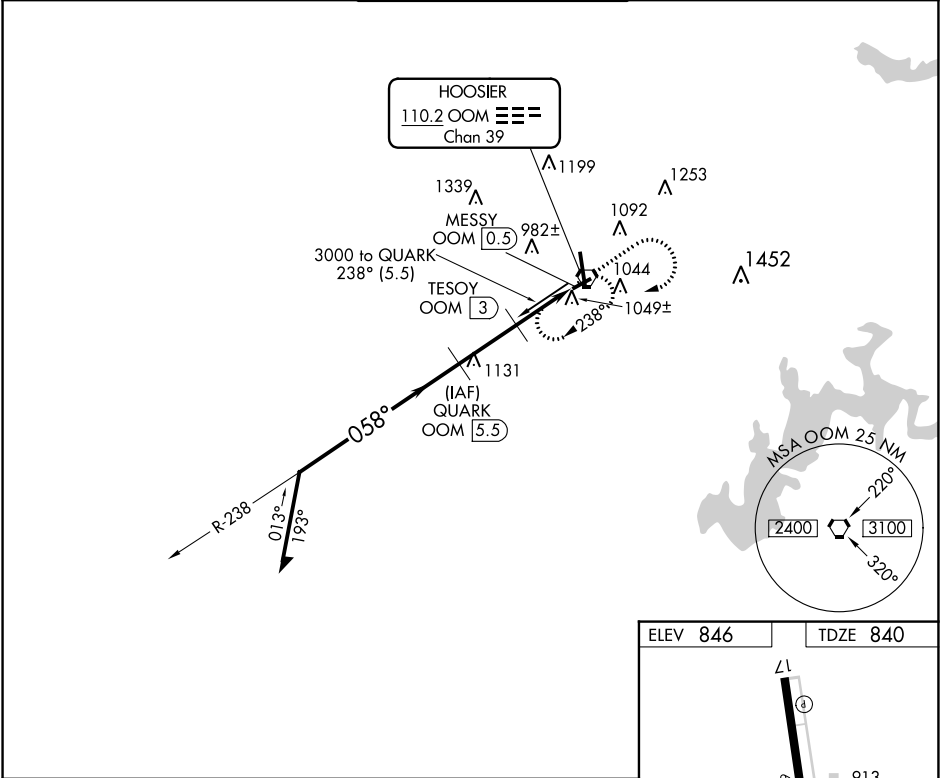 HOOSIER
110.2 OOM
Chan 39
1199
1339
1253
MESSY
OOM 0.5
982±
1092
3000 to QUARK
238° (5.5)
1044
1452
TESOY
OOM 3
1049±
238°
1131
(IAF)
QUARK
OOM 5.5
058°
MSA OOM 25 NM
220°
R-238
013°
193°
2400
3100
320°
ELEV 846
TDZE 840
17
P
913